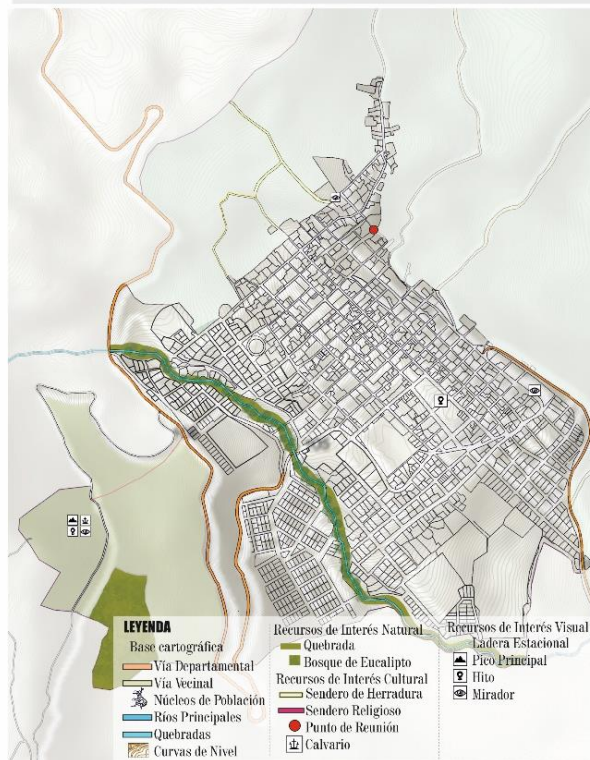 LEYENDA
Base cartográfica
Vía Departamental
Vía Vecinal
Núcleos de Población
Ríos Principales
Quebradas
Curvas de Nivel
Recursos de Interés Natural
Quebrada
Bosque de Eucalipto
Recursos de Interés Cultural
Sendero de Herradura
Sendero Religioso
Punto de Reunión
Calvario
Recursos de Interés Visual
Ladera Estacional
Pico Principal
Hito
Mirador